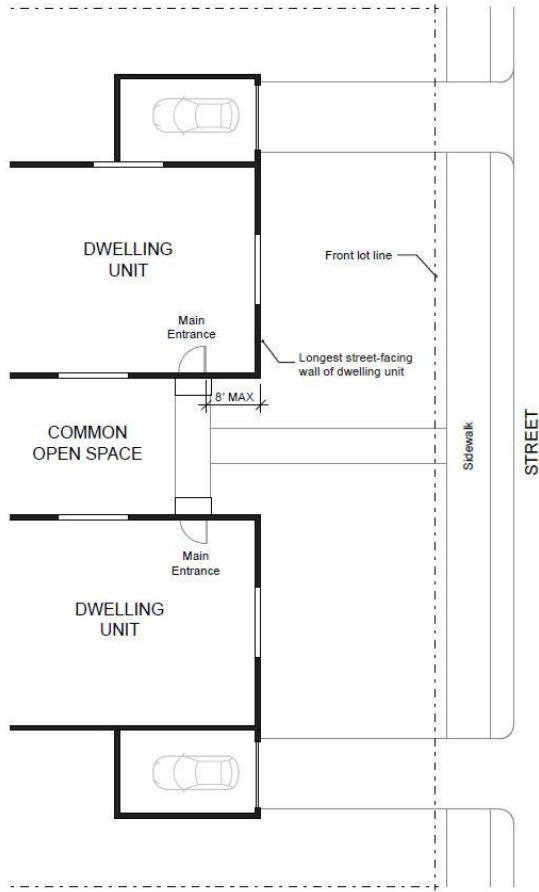 DWELLING
UNIT
Front lot line
Main
Entrance
Longest street-facing
wall of dwelling unit
8' MAX
COMMON
OPEN SPACE
Sidewalk
STREET
Main
Entrance
DWELLING
UNIT